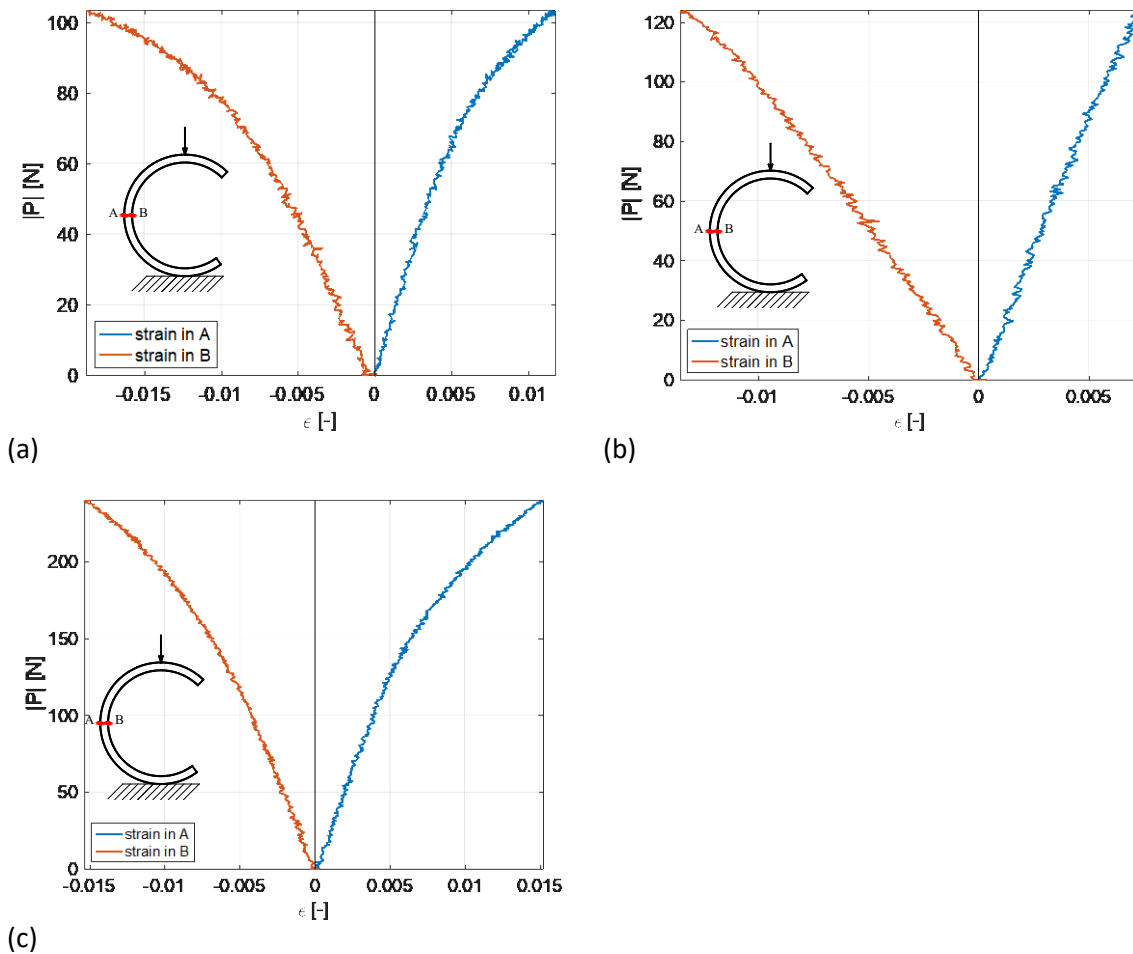 100
80
60
40
20
0
|P| [N]
A
B
strain in A
strain in B
-0.015
-0.01
-0.005
0
0.005
0.01
ϵ [-]
(a)
120
100
80
60
40
20
0
|P| [N]
A
B
strain in A
strain in B
-0.01
-0.005
0
0.005
ϵ [-]
(b)
200
150
100
50
0
|P| [N]
A
B
strain in A
strain in B
-0.015
-0.01
-0.005
0
0.005
0.01
0.015
ϵ [-]
(c)